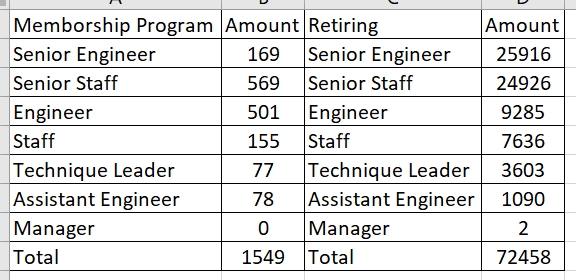 Memborship Program Amount Retiring Amount
Senior Engineer 169 Senior Engineer 25916
Senior Staff 569 Senior Staff 24926
Engineer 501 Engineer 9285
Staff 155 Staff 7636
Technique Leader 77 Technique Leader 3603
Assistant Engineer 78 Assistant Engineer 1090
Manager 0 Manager 2
Total 1549 Total 72458